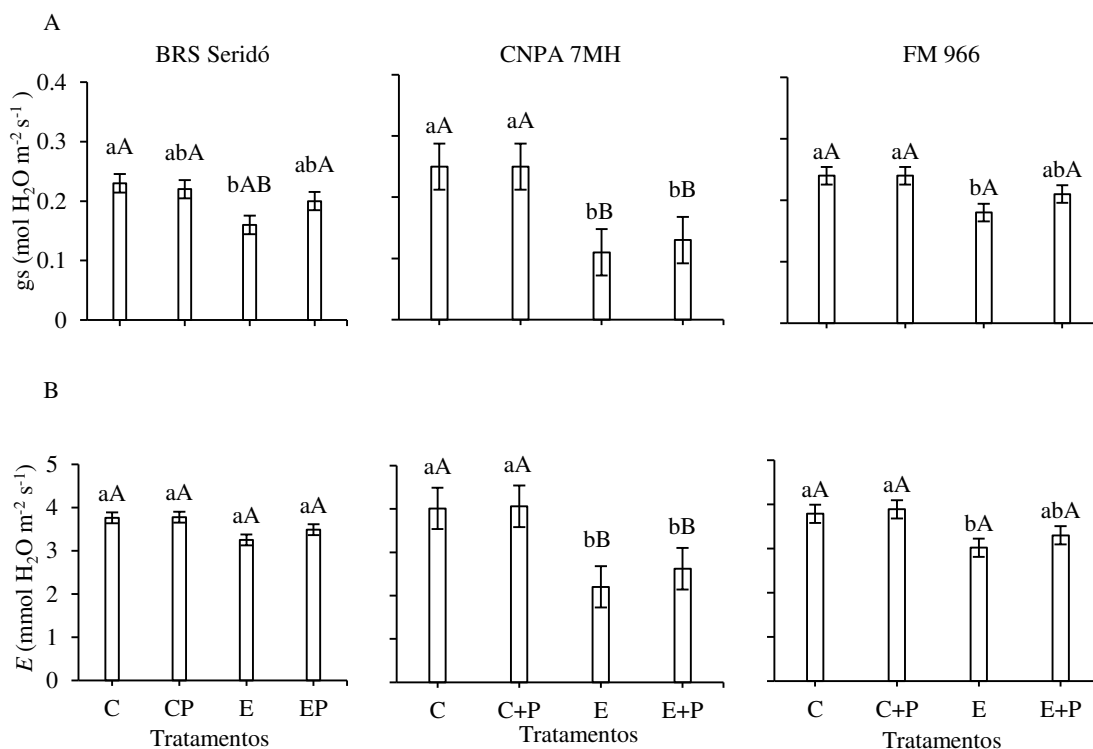 A
BRS Seridó
CNPA 7MH
FM 966
gs (mol H₂O m⁻² s⁻¹)
0.4
0.3
0.2
0.1
0
aA
abA
bAB
abA
aA
aA
bB
bB
aA
aA
bA
abA
B
E (mmol H₂O m⁻² s⁻¹)
5
4
3
2
1
0
aA
aA
aA
aA
aA
aA
bB
bB
aA
aA
bA
abA
C CP E EP
C C+P E E+P
C C+P E E+P
Tratamentos
Tratamentos
Tratamentos